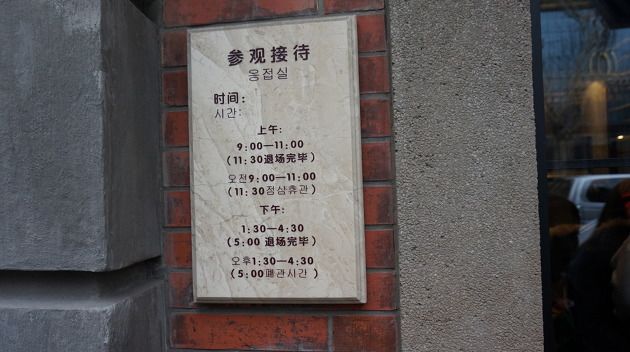 参观接待
응접실
时间:
시간:
上午:
9:00—11:00
(11:30退场完毕)
오전9:00—11:00
(11:30정상휴관)
下午:
1:30—4:30
(5:00 退场完毕)
오후1:30—4:30
(5:00폐관시간)